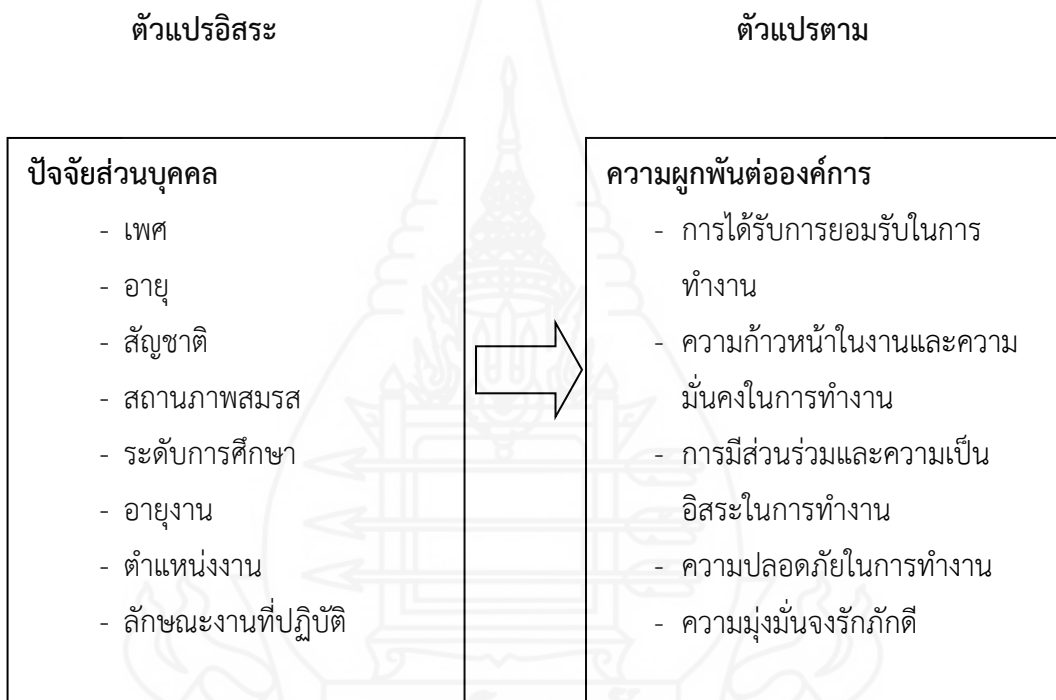 ตัวแปรอิสระ
ตัวแปรตาม
ปัจจัยส่วนบุคคล
- เพศ
- อายุ
- สัญชาติ
- สถานภาพสมรส
- ระดับการศึกษา
- อายุงาน
- ตำแหน่งงาน
- ลักษณะงานที่ปฏิบัติ
ความผูกพันต่อองค์การ
- การได้รับการยอมรับในการ
ทำงาน
- ความก้าวหน้าในงานและความ
มั่นคงในการทำงาน
- การมีส่วนร่วมและความเป็น
อิสระในการทำงาน
- ความปลอดภัยในการทำงาน
- ความมุ่งมั่นจงรักภักดี